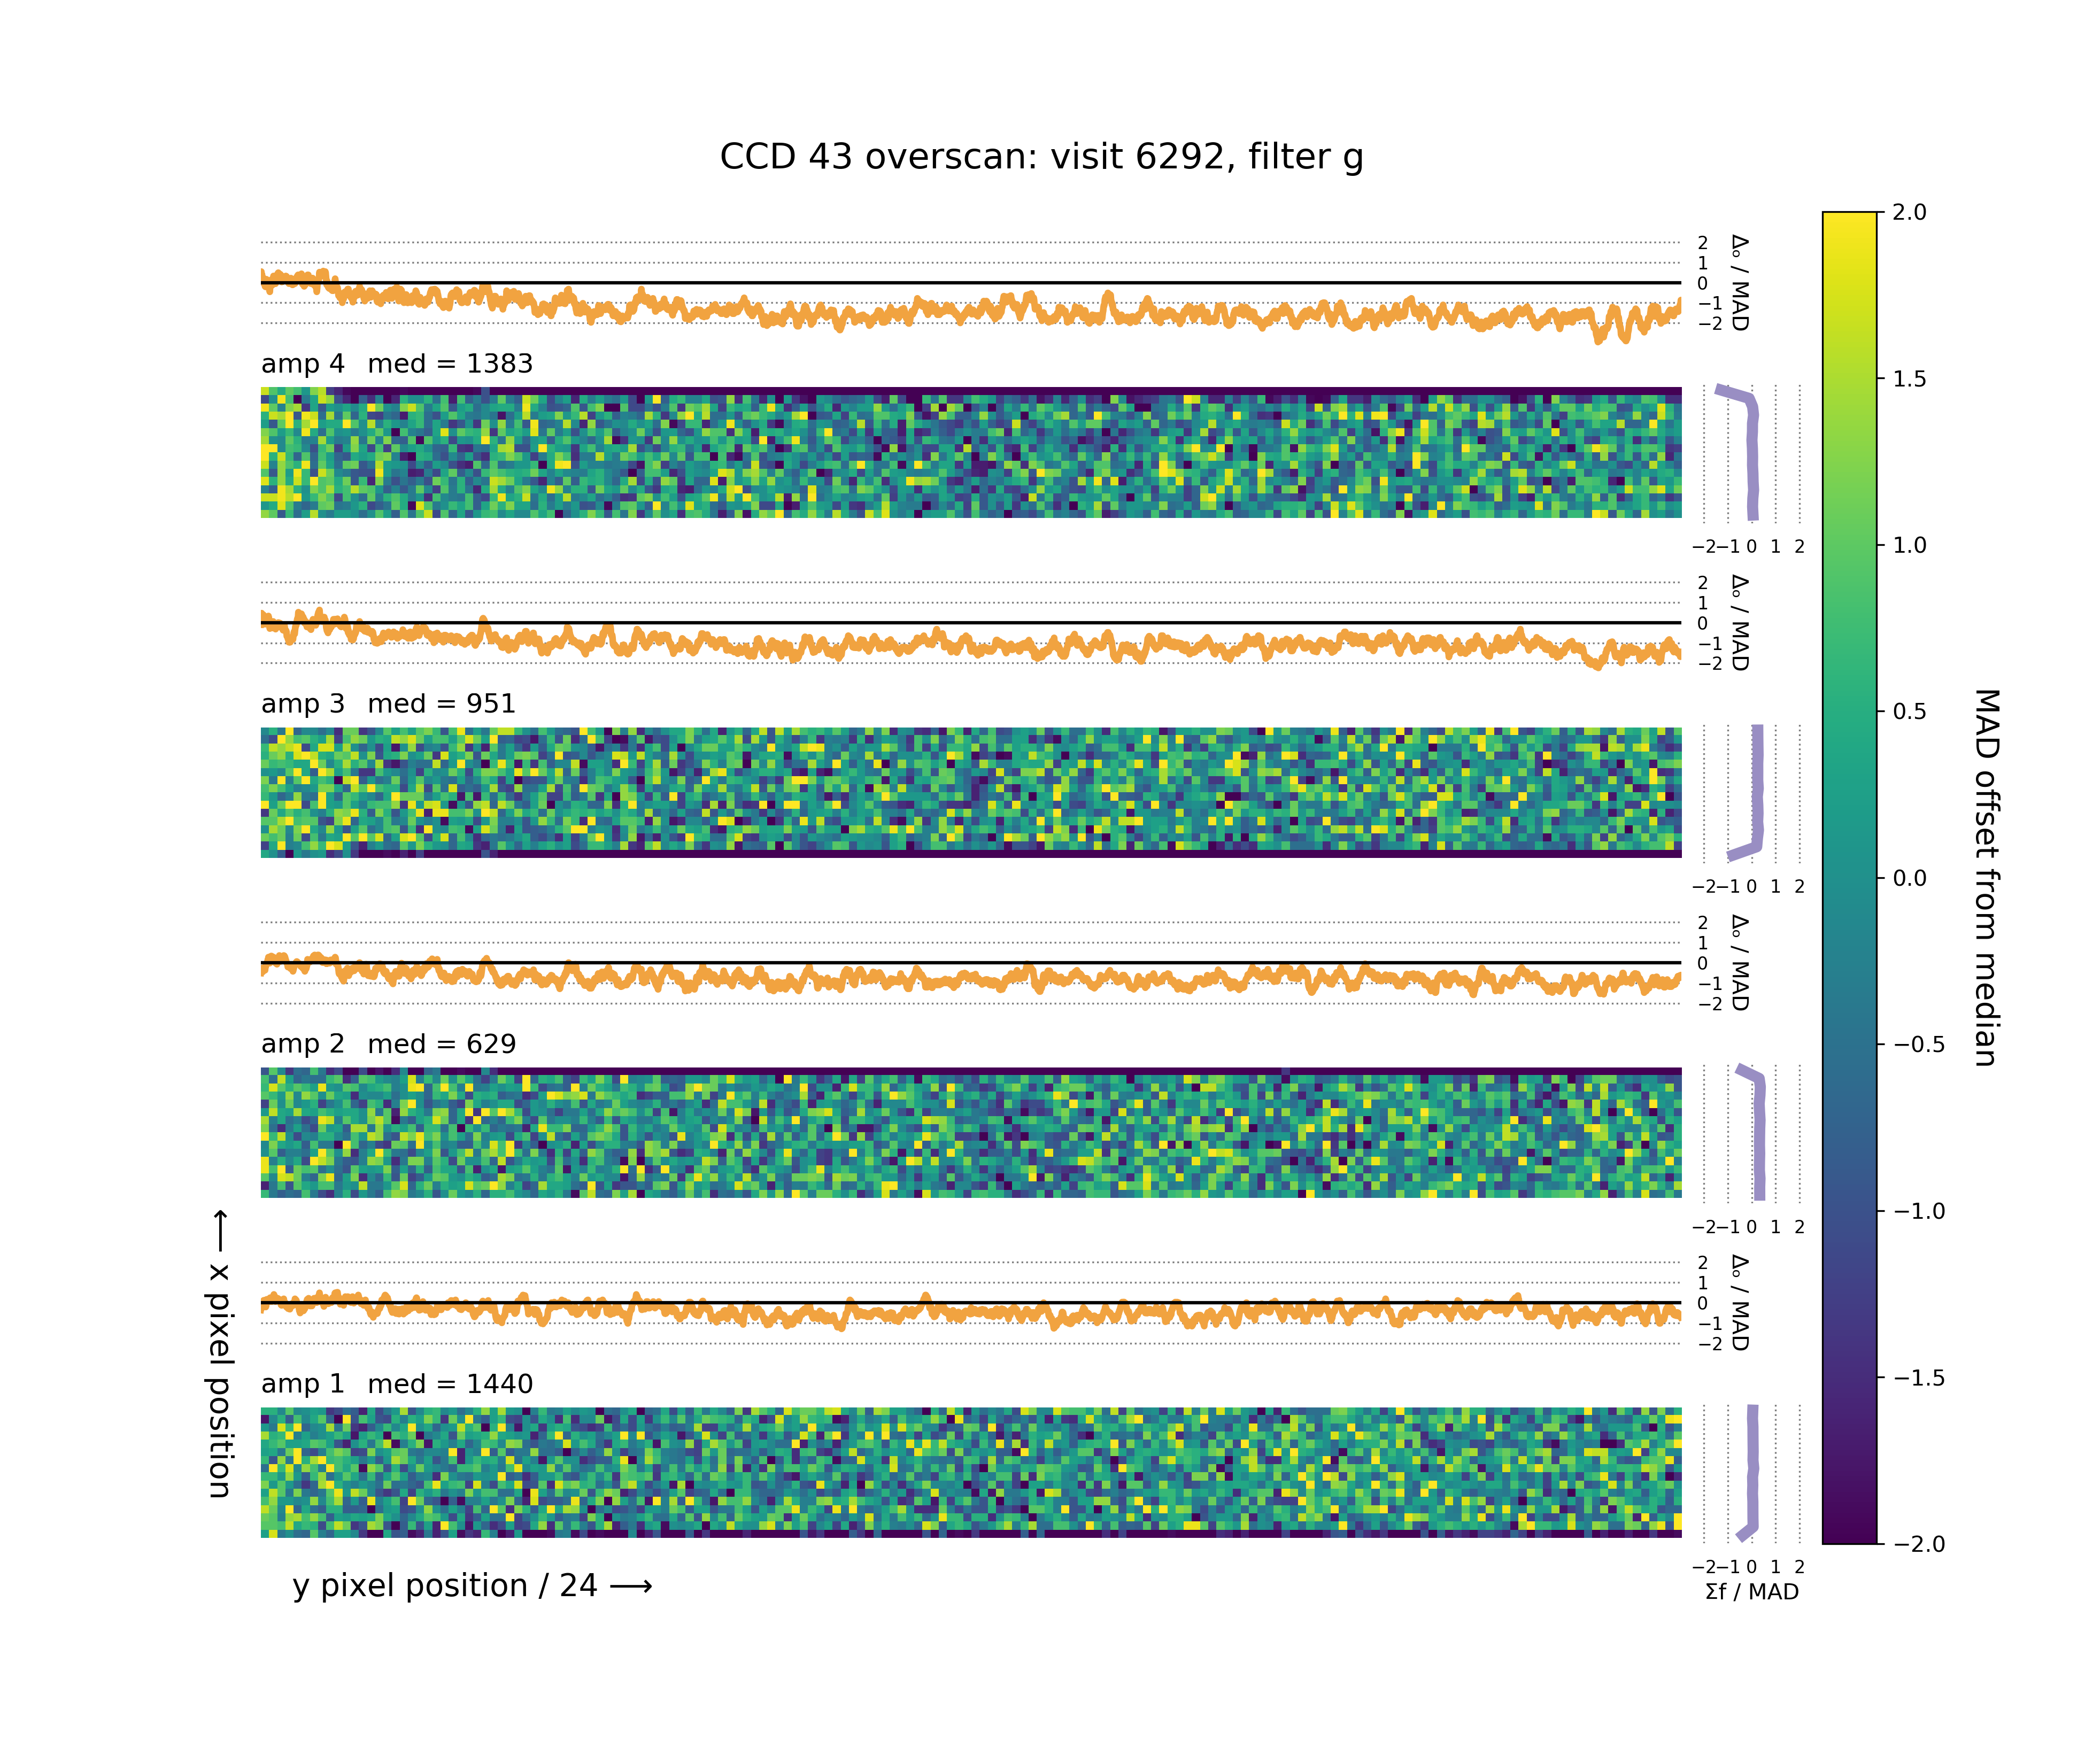 CCD 43 overscan: visit 6292, filter g
2
1
0
−1
−2
Δₒ / MAD
amp 4 med = 1383
−2 −1 0 1 2
2
1
0
−1
−2
Δₒ / MAD
amp 3 med = 951
−2 −1 0 1 2
2
1
0
−1
−2
Δₒ / MAD
amp 2 med = 629
−2 −1 0 1 2
2
1
0
−1
−2
Δₒ / MAD
amp 1 med = 1440
−2 −1 0 1 2
Σf / MAD
y pixel position / 24 ⟶
⟵ x pixel position
2.0
1.5
1.0
0.5
0.0
−0.5
−1.0
−1.5
−2.0
MAD offset from median